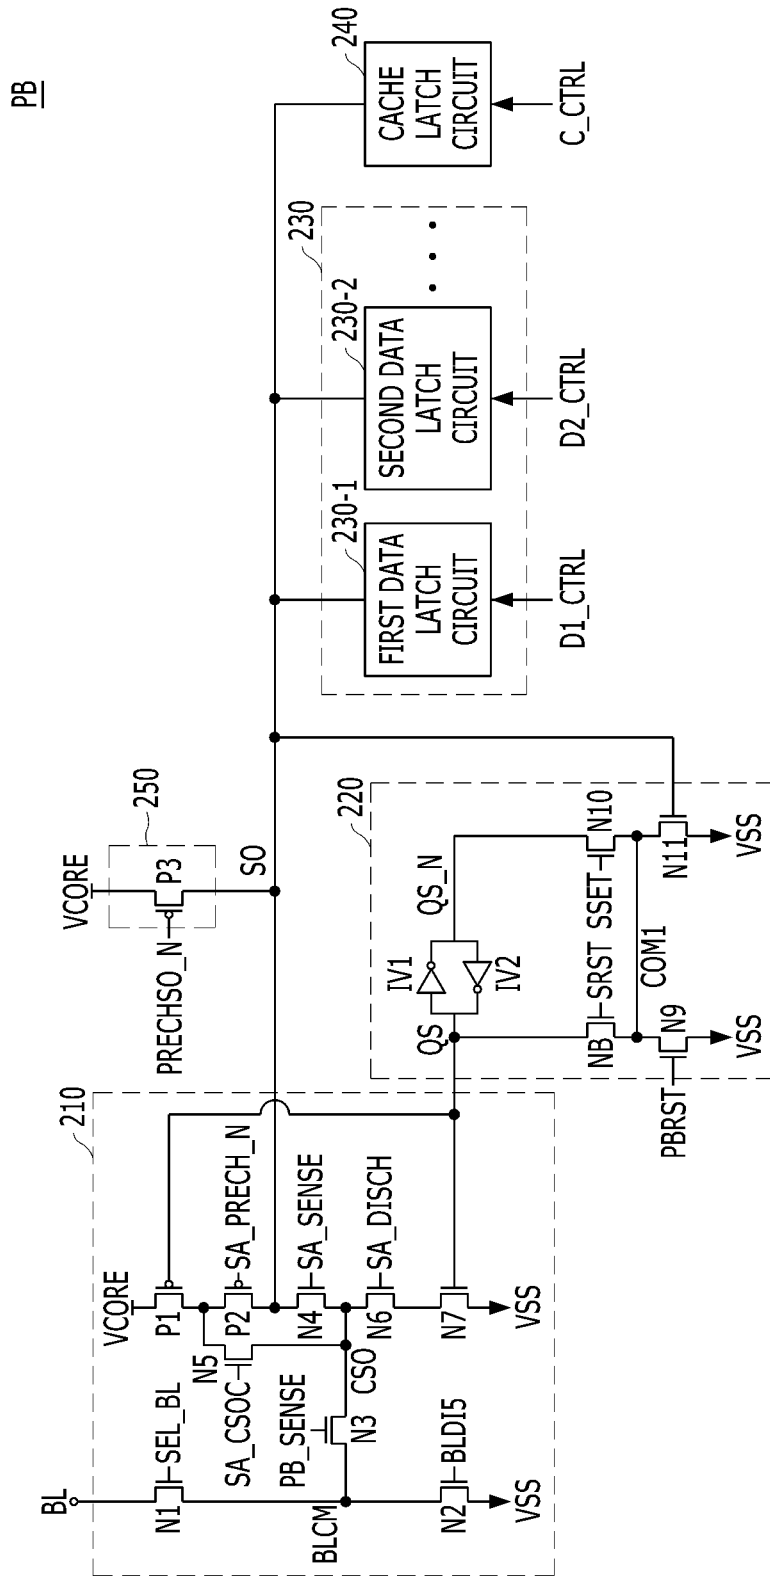 PB
VCORE
250
PRECHSO_N
P3
SO
210
BL
N1
SEL_BL
VCORE
P1
N5
P2
SA_PRECH_N
SA_CSOC
PB_SENSE
N3
CSO
N4
SA_SENSE
N6
SA_DISCH
BLCM
N2
BLDI5
VSS
N7
VSS
220
QS
IV1
IV2
QS_N
NB
SRST
SSET
N10
COM1
PBRST
N9
VSS
N11
VSS
230
230-1
FIRST DATA
LATCH
CIRCUIT
D1_CTRL
230-2
SECOND DATA
LATCH
CIRCUIT
D2_CTRL
• • •
240
CACHE
LATCH
CIRCUIT
C_CTRL